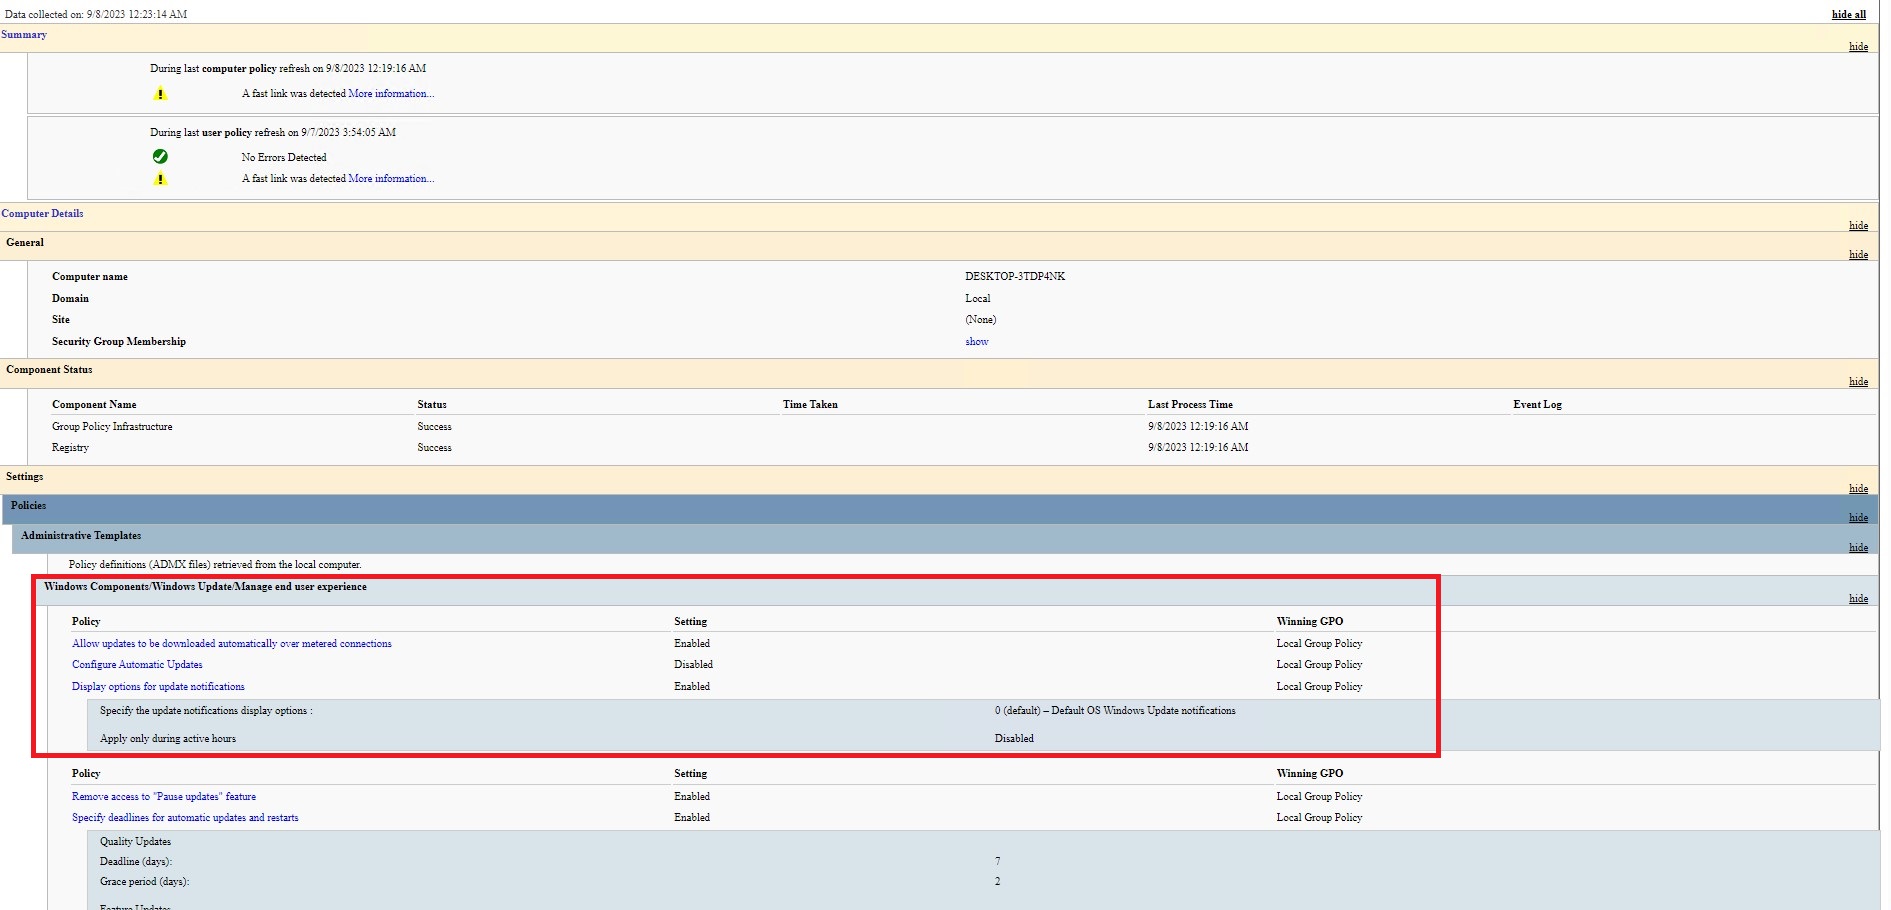 Data collected on: 9/8/2023 12:23:14 AM hide all
Summary
hide
During last computer policy refresh on 9/8/2023 12:19:16 AM
A fast link was detected More information...
During last user policy refresh on 9/7/2023 3:54:05 AM
No Errors Detected
A fast link was detected More information...
Computer Details
hide
General
hide
Computer name DESKTOP-3TDP4NK
Domain Local
Site (None)
Security Group Membership show
Component Status
hide
Component Name Status Time Taken Last Process Time Event Log
Group Policy Infrastructure Success 9/8/2023 12:19:16 AM
Registry Success 9/8/2023 12:19:16 AM
Settings
hide
Policies
hide
Administrative Templates
hide
Policy definitions (ADMX files) retrieved from the local computer.
Windows Components/Windows Update/Manage end user experience
hide
Policy Setting Winning GPO
Allow updates to be downloaded automatically over metered connections Enabled Local Group Policy
Configure Automatic Updates Disabled Local Group Policy
Display options for update notifications Enabled Local Group Policy
Specify the update notifications display options : 0 (default) – Default OS Windows Update notifications
Apply only during active hours Disabled
Policy Setting Winning GPO
Remove access to "Pause updates" feature Enabled Local Group Policy
Specify deadlines for automatic updates and restarts Enabled Local Group Policy
Quality Updates
Deadline (days): 7
Grace period (days): 2
Feature Updates